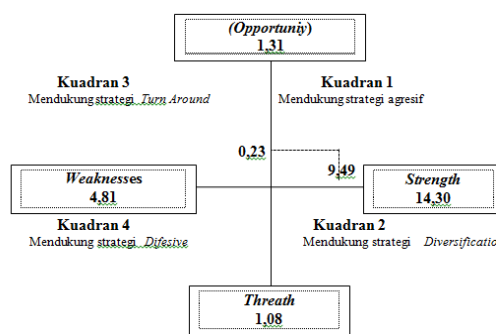 (Opportuniy)
1,31
Kuadran 3
Mendukung strategi Turn Around
Kuadran 1
Mendukung strategi agresif
0,23
9,49
Weaknesses
4,81
Strength
14,30
Kuadran 4
Mendukung strategi Difesive
Kuadran 2
Mendukung strategi Diversificatio
Threath
1,08